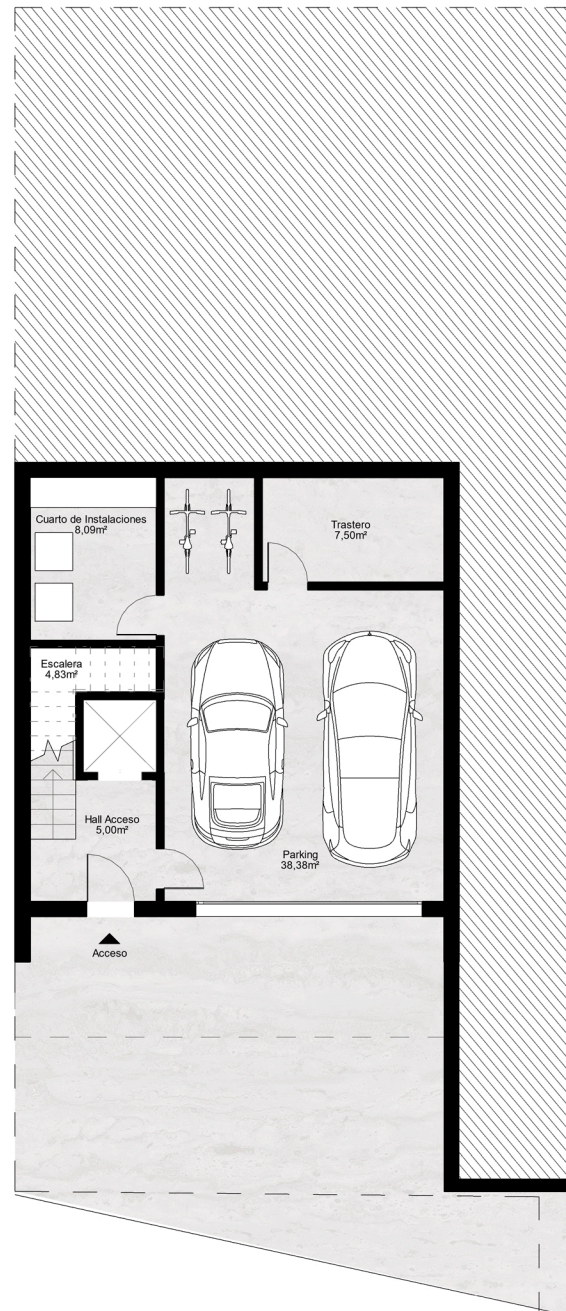 Cuarto de Instalaciones
8,09m²
Trastero
7,50m²
Escalera
4,83m²
Hall Acceso
5,00m²
Parking
38,38m²
Acceso